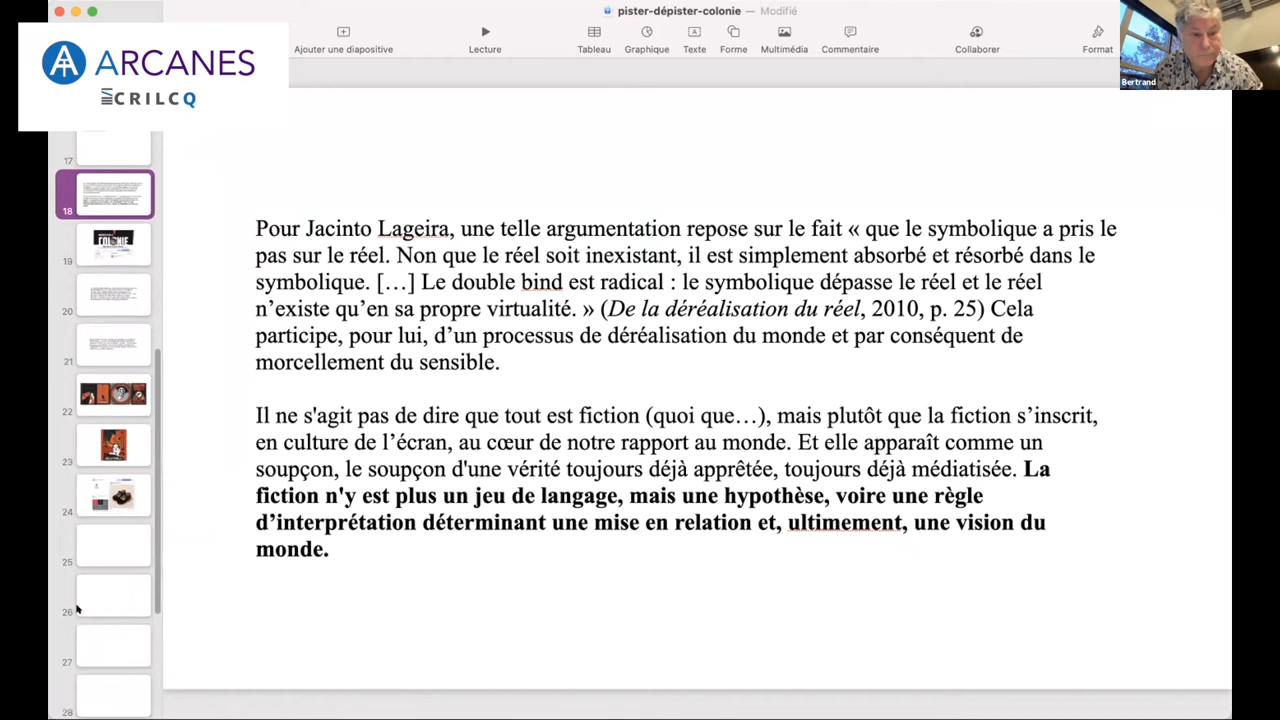 pister-dépister-colonie — Modifié
ARCANES
CRILCQ
Ajouter une diapositive
Lecture
Tableau
Graphique
Texte
Forme
Multimédia
Commentaire
Collaborer
Format
Bertrand
17
18
19
20
21
22
23
24
25
26
27
28
Pour Jacinto Lageira, une telle argumentation repose sur le fait « que le symbolique a pris le
pas sur le réel. Non que le réel soit inexistant, il est simplement absorbé et résorbé dans le
symbolique. […] Le double bind est radical : le symbolique dépasse le réel et le réel
n’existe qu’en sa propre virtualité. » (De la déréalisation du réel, 2010, p. 25) Cela
participe, pour lui, d’un processus de déréalisation du monde et par conséquent de
morcellement du sensible.
Il ne s'agit pas de dire que tout est fiction (quoi que…), mais plutôt que la fiction s’inscrit,
en culture de l’écran, au cœur de notre rapport au monde. Et elle apparaît comme un
soupçon, le soupçon d'une vérité toujours déjà apprêtée, toujours déjà médiatisée. La
fiction n'y est plus un jeu de langage, mais une hypothèse, voire une règle
d’interprétation déterminant une mise en relation et, ultimement, une vision du
monde.